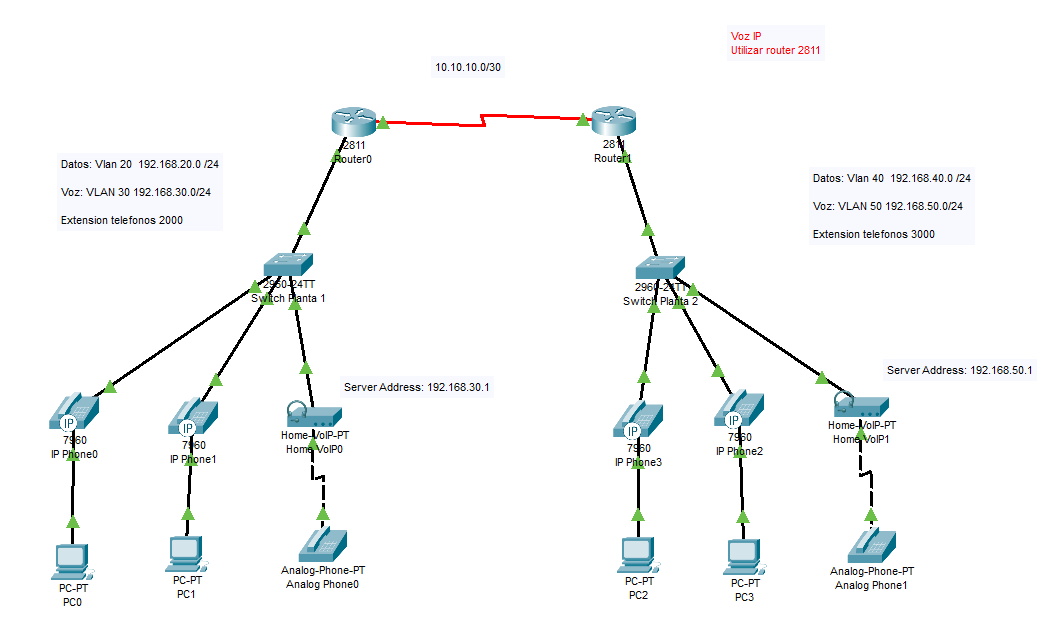 Voz IP
Utilizar router 2811
10.10.10.0/30
2811
Router0
2811
Router1
Datos: Vlan 20 192.168.20.0 /24
Voz: VLAN 30 192.168.30.0/24
Extension telefonos 2000
Datos: Vlan 40 192.168.40.0 /24
Voz: VLAN 50 192.168.50.0/24
Extension telefonos 3000
2960-24TT
Switch Planta 1
2960-24TT
Switch Planta 2
Server Address: 192.168.30.1
Server Address: 192.168.50.1
IP
7960
IP Phone0
IP
7960
IP Phone1
Home-VoIP-PT
Home VoIP0
IP
7960
IP Phone3
IP
7960
IP Phone2
Home-VoIP-PT
Home VoIP1
PC-PT
PC0
PC-PT
PC1
Analog-Phone-PT
Analog Phone0
PC-PT
PC2
PC-PT
PC3
Analog-Phone-PT
Analog Phone1